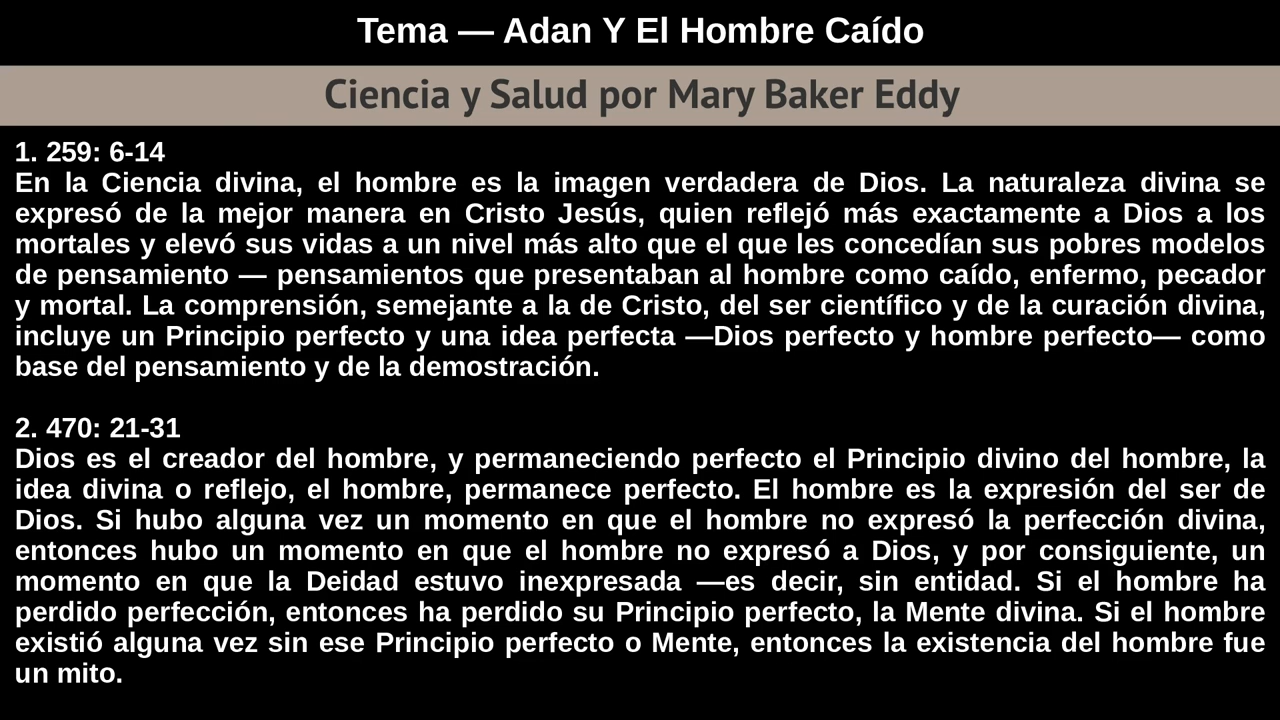 Tema — Adan Y El Hombre Caído
Ciencia y Salud por Mary Baker Eddy
1. 259: 6-14
En la Ciencia divina, el hombre es la imagen verdadera de Dios. La naturaleza divina se
expresó de la mejor manera en Cristo Jesús, quien reflejó más exactamente a Dios a los
mortales y elevó sus vidas a un nivel más alto que el que les concedían sus pobres modelos
de pensamiento — pensamientos que presentaban al hombre como caído, enfermo, pecador
y mortal. La comprensión, semejante a la de Cristo, del ser científico y de la curación divina,
incluye un Principio perfecto y una idea perfecta —Dios perfecto y hombre perfecto— como
base del pensamiento y de la demostración.
2. 470: 21-31
Dios es el creador del hombre, y permaneciendo perfecto el Principio divino del hombre, la
idea divina o reflejo, el hombre, permanece perfecto. El hombre es la expresión del ser de
Dios. Si hubo alguna vez un momento en que el hombre no expresó la perfección divina,
entonces hubo un momento en que el hombre no expresó a Dios, y por consiguiente, un
momento en que la Deidad estuvo inexpresada —es decir, sin entidad. Si el hombre ha
perdido perfección, entonces ha perdido su Principio perfecto, la Mente divina. Si el hombre
existió alguna vez sin ese Principio perfecto o Mente, entonces la existencia del hombre fue
un mito.